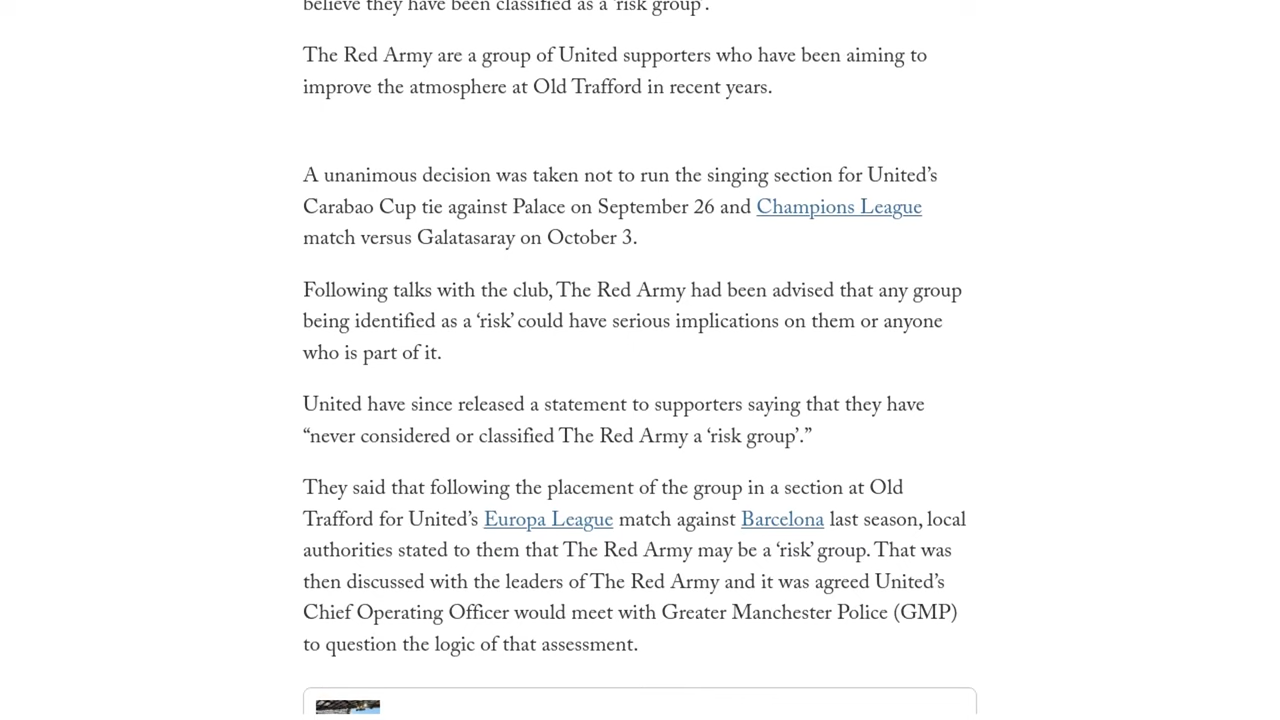 believe they have been classified as a ‘risk group’.
The Red Army are a group of United supporters who have been aiming to
improve the atmosphere at Old Trafford in recent years.
A unanimous decision was taken not to run the singing section for United’s
Carabao Cup tie against Palace on September 26 and Champions League
match versus Galatasaray on October 3.
Following talks with the club, The Red Army had been advised that any group
being identified as a ‘risk’ could have serious implications on them or anyone
who is part of it.
United have since released a statement to supporters saying that they have
“never considered or classified The Red Army a ‘risk group’.”
They said that following the placement of the group in a section at Old
Trafford for United’s Europa League match against Barcelona last season, local
authorities stated to them that The Red Army may be a ‘risk’ group. That was
then discussed with the leaders of The Red Army and it was agreed United’s
Chief Operating Officer would meet with Greater Manchester Police (GMP)
to question the logic of that assessment.